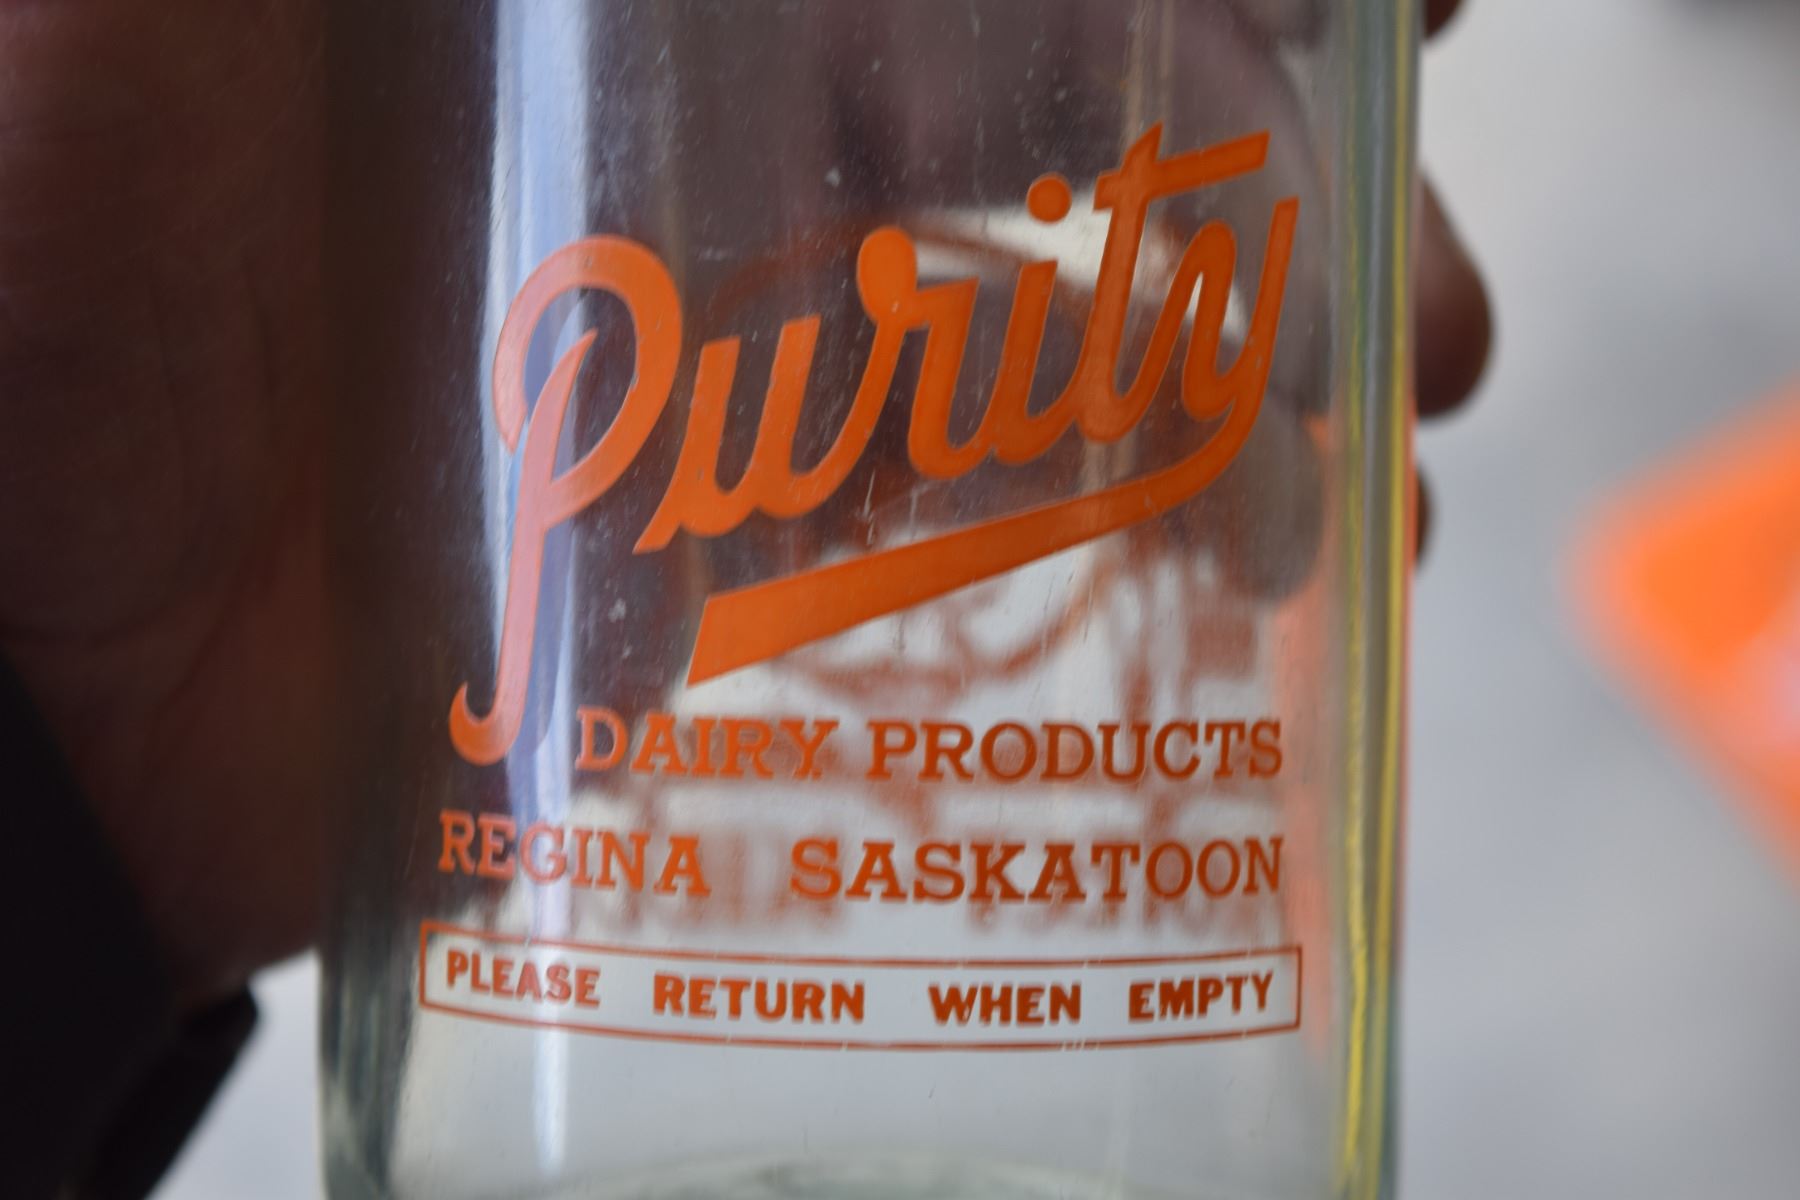 Purity
DAIRY PRODUCTS
REGINA SASKATOON
PLEASE RETURN WHEN EMPTY